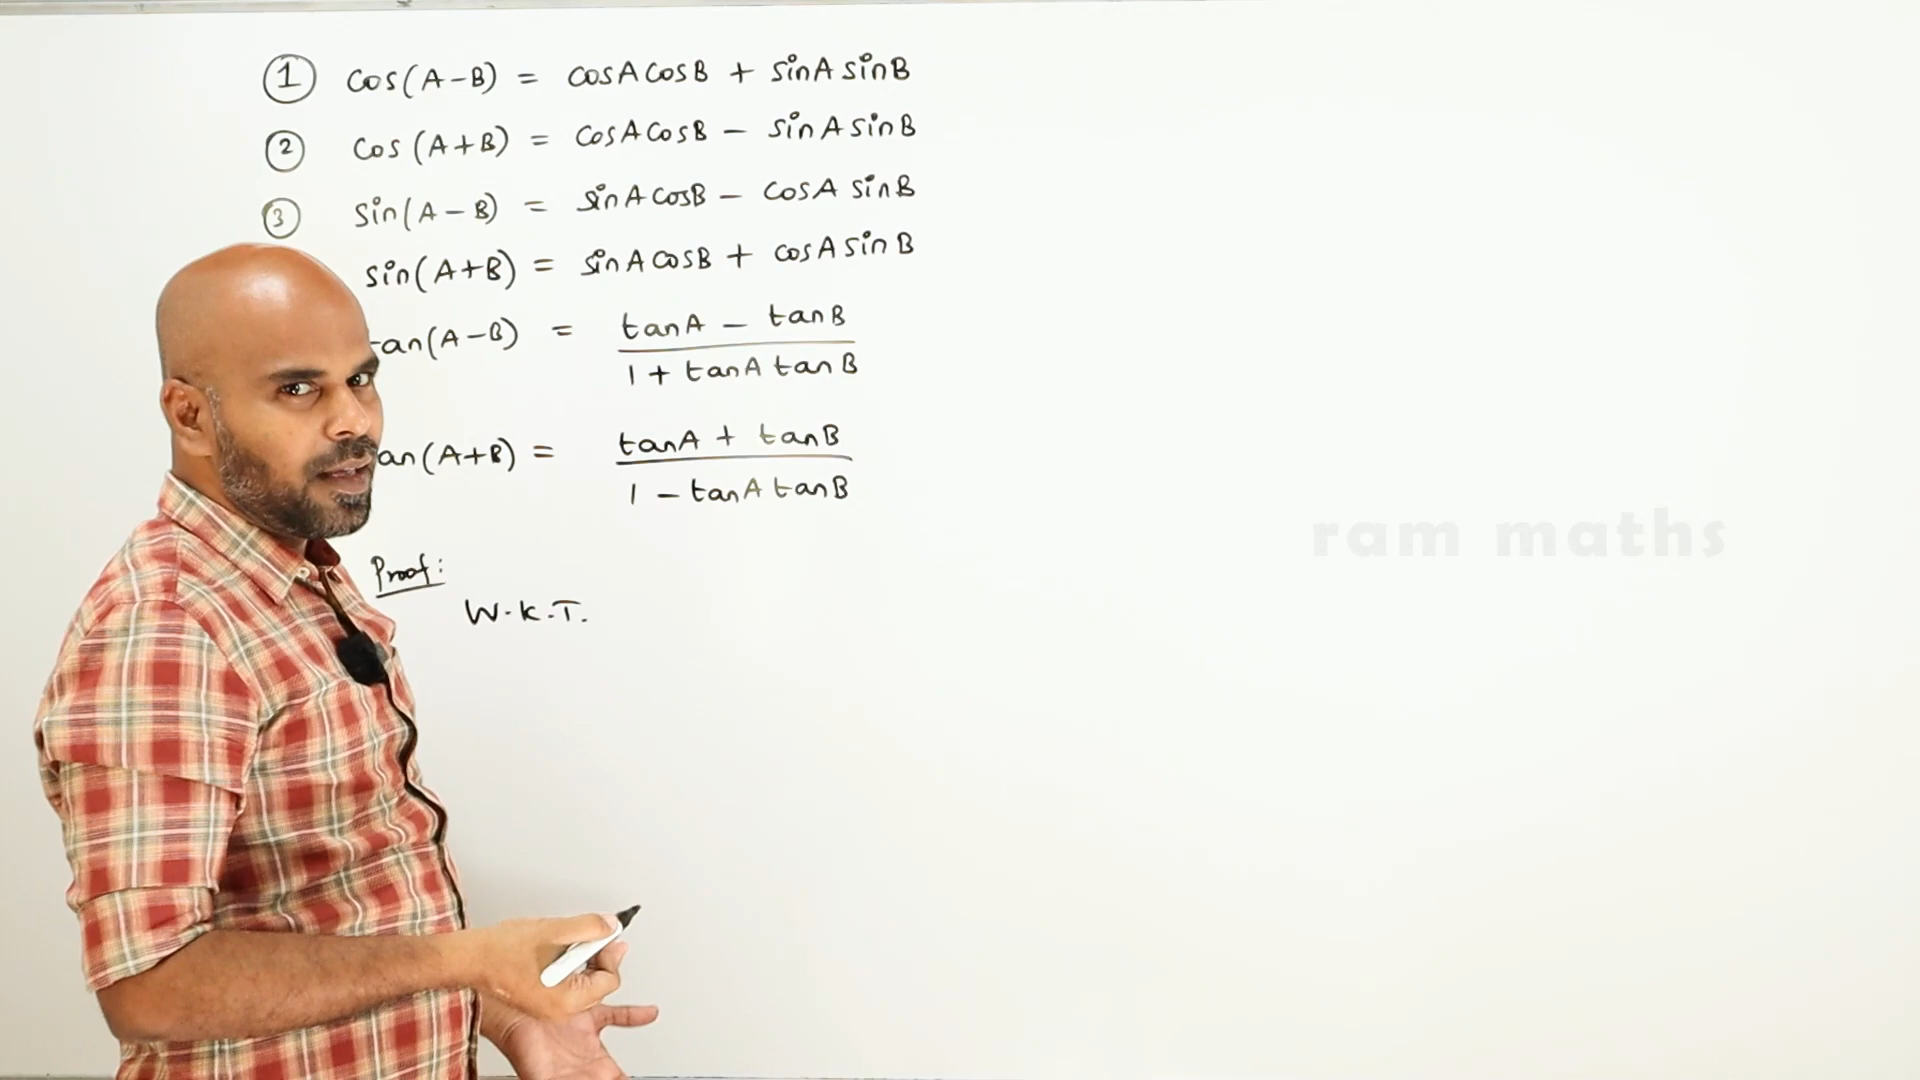 ① cos(A-B) = cosA cosB + sinA sinB
② cos(A+B) = cosA cosB - sinA sinB
③ sin(A-B) = sinA cosB - cosA sinB
sin(A+B) = sinA cosB + cosA sinB
an(A-B) = tanA - tanB
1 + tanA tanB
an(A+B) = tanA + tanB
1 - tanA tanB
ram maths
Proof:
W.K.T.